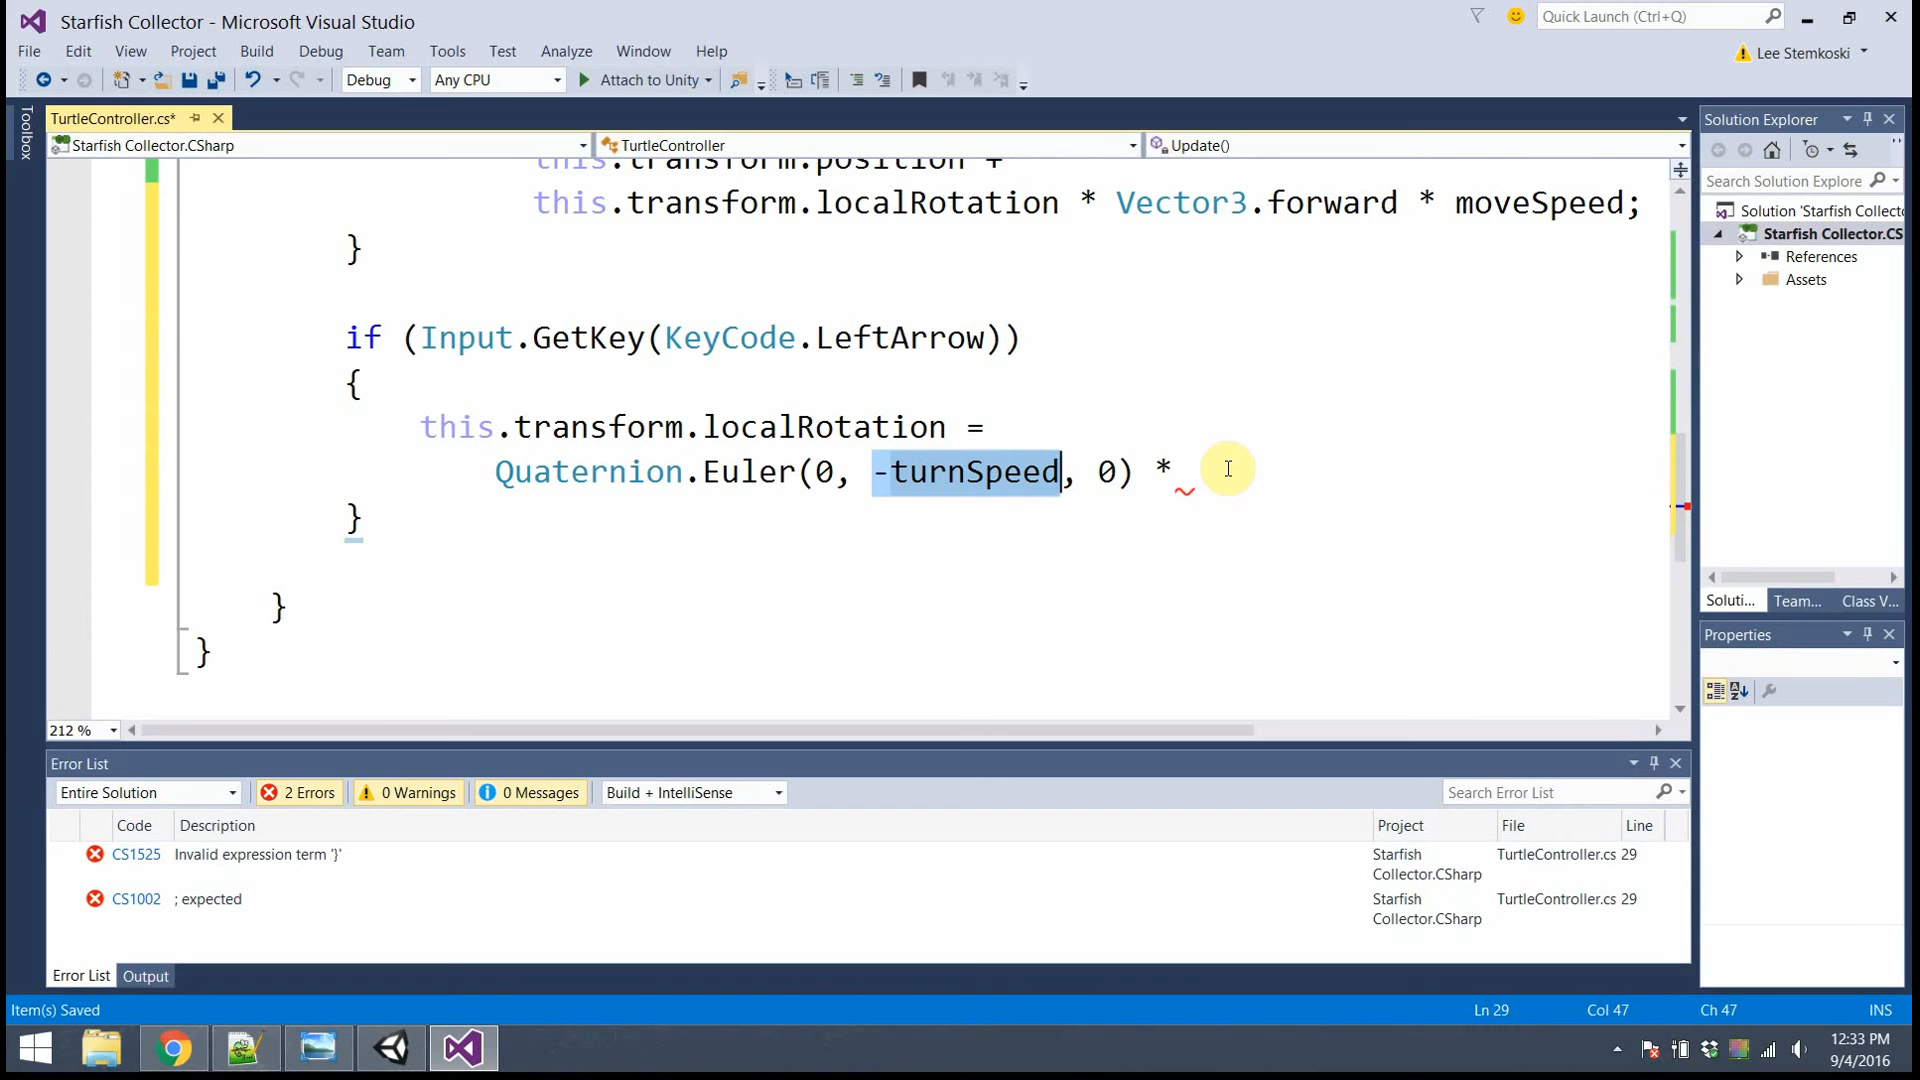 Starfish Collector - Microsoft Visual Studio
Quick Launch (Ctrl+Q)
File Edit View Project Build Debug Team Tools Test Analyze Window Help
Lee Stemkoski
Debug Any CPU Attach to Unity
Toolbox
TurtleController.cs*
Starfish Collector.CSharp TurtleController Update()
this.transform.position +
this.transform.localRotation * Vector3.forward * moveSpeed;
}
if (Input.GetKey(KeyCode.LeftArrow))
{
this.transform.localRotation =
Quaternion.Euler(0, -turnSpeed, 0) *
}
}
}
212 %
Solution Explorer
Search Solution Explore
Solution 'Starfish Collect
Starfish Collector.CS
References
Assets
Soluti... Team... Class V...
Properties
Error List
Entire Solution 2 Errors 0 Warnings 0 Messages Build + IntelliSense Search Error List
Code Description Project File Line
CS1525 Invalid expression term '}' Starfish Collector.CSharp TurtleController.cs 29
CS1002 ; expected Starfish Collector.CSharp TurtleController.cs 29
Error List Output
Item(s) Saved Ln 29 Col 47 Ch 47 INS
12:33 PM
9/4/2016